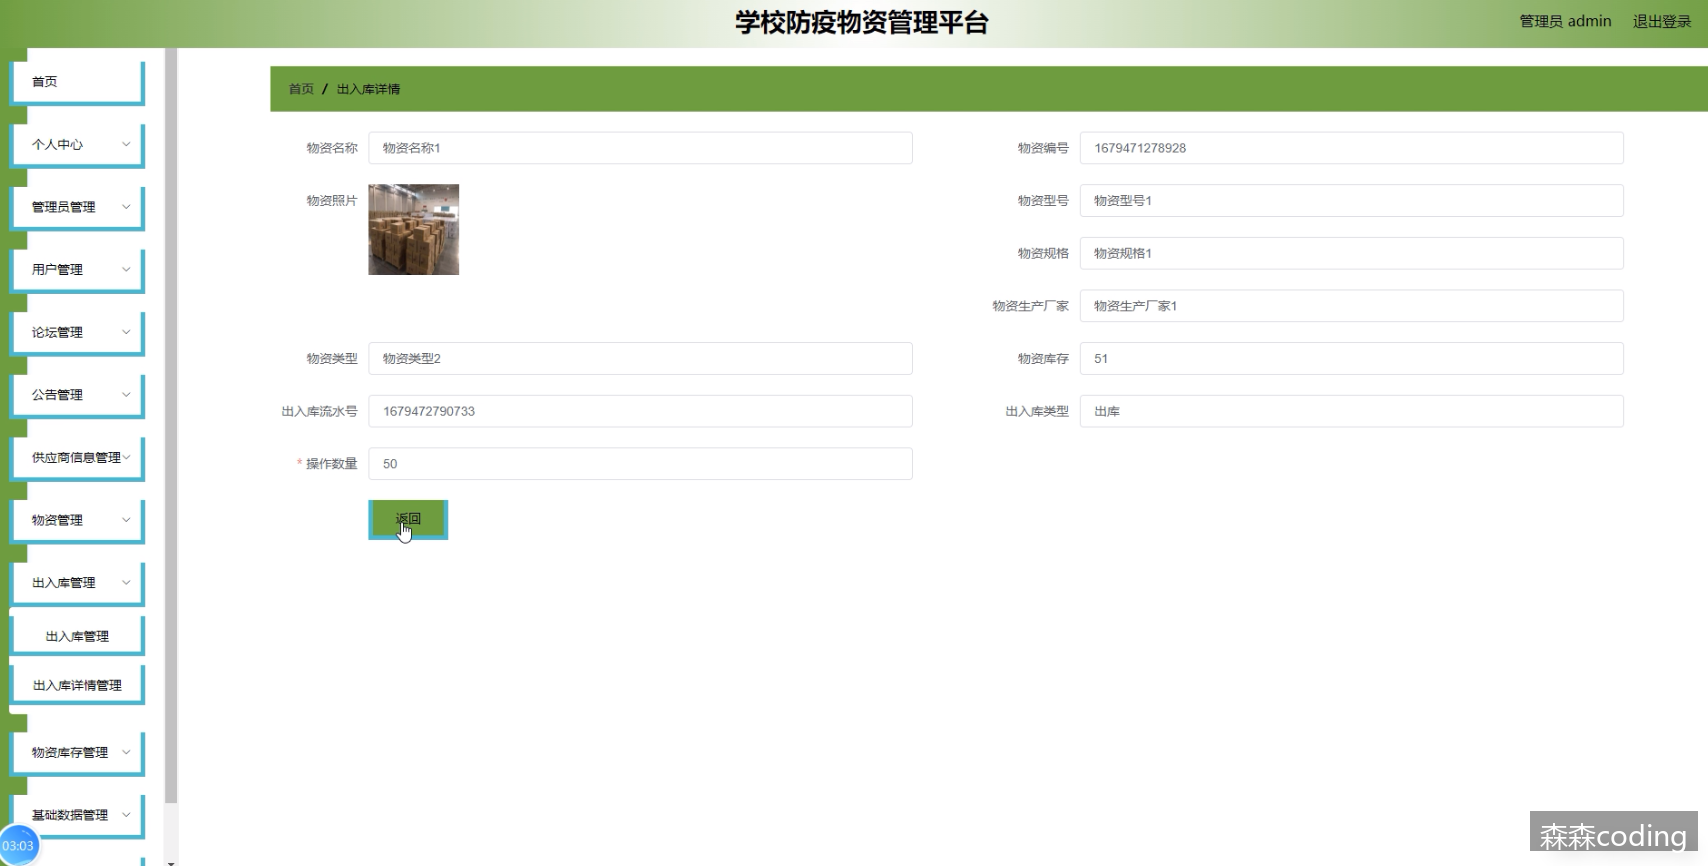 学校防疫物资管理平台
管理员 admin
退出登录
首页
个人中心
管理员管理
用户管理
论坛管理
公告管理
供应商信息管理
物资管理
出入库管理
出入库管理
出入库详情管理
物资库存管理
基础数据管理
03:03
首页 / 出入库详情
物资名称 物资名称1
物资编号 1679471278928
物资照片
物资型号 物资型号1
物资规格 物资规格1
物资生产厂家 物资生产厂家1
物资类型 物资类型2
物资库存 51
出入库流水号 1679472790733
出入库类型 出库
* 操作数量 50
返回
森森coding